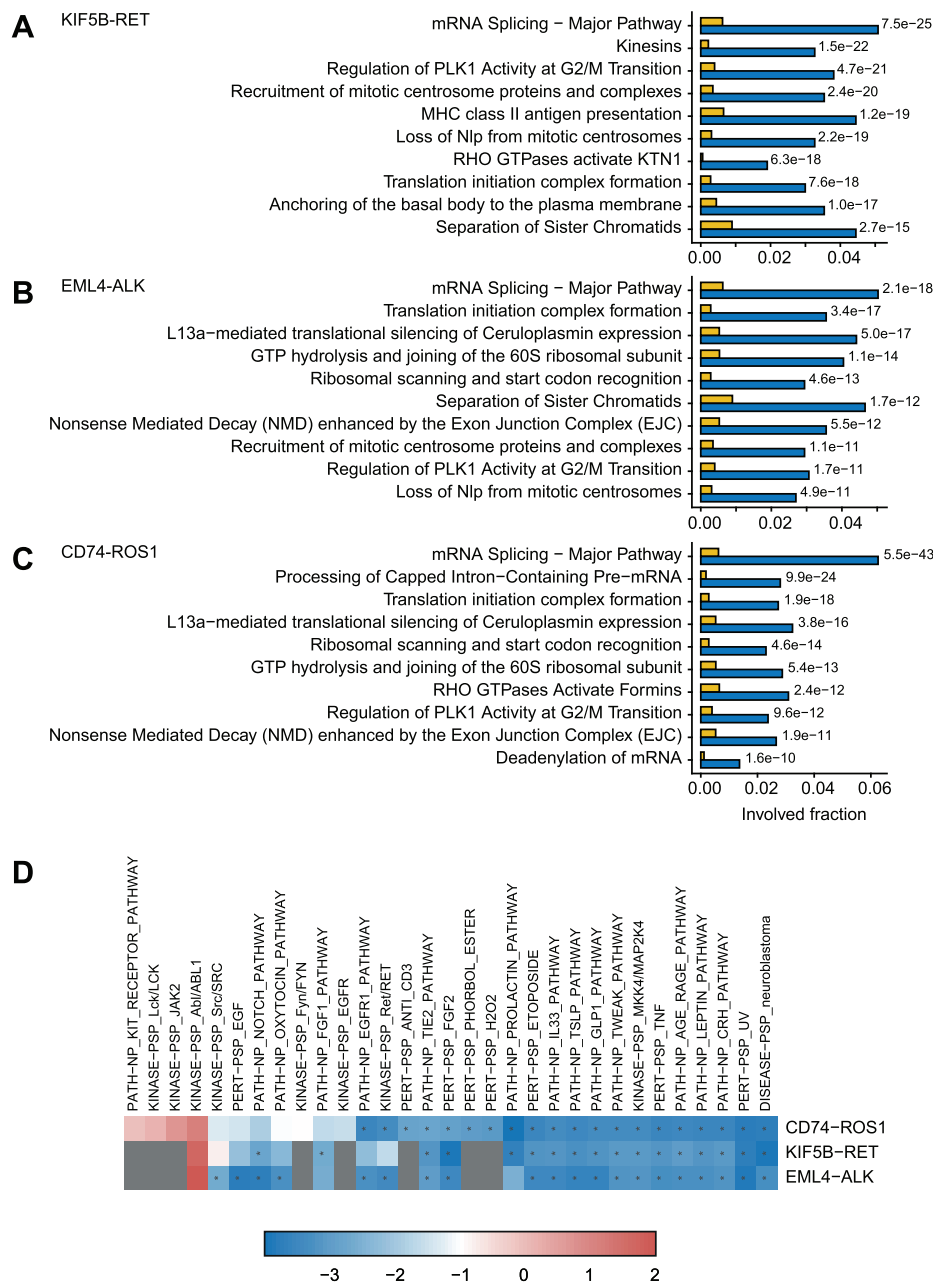 A
KIF5B-RET
mRNA Splicing − Major Pathway
7.5e−25
Kinesins
1.5e−22
Regulation of PLK1 Activity at G2/M Transition
4.7e−21
Recruitment of mitotic centrosome proteins and complexes
2.4e−20
MHC class II antigen presentation
1.2e−19
Loss of Nlp from mitotic centrosomes
2.2e−19
RHO GTPases activate KTN1
6.3e−18
Translation initiation complex formation
7.6e−18
Anchoring of the basal body to the plasma membrane
1.0e−17
Separation of Sister Chromatids
2.7e−15
0.00 0.02 0.04
B
EML4-ALK
mRNA Splicing − Major Pathway
2.1e−18
Translation initiation complex formation
3.4e−17
L13a−mediated translational silencing of Ceruloplasmin expression
5.0e−17
GTP hydrolysis and joining of the 60S ribosomal subunit
1.1e−14
Ribosomal scanning and start codon recognition
4.6e−13
Separation of Sister Chromatids
1.7e−12
Nonsense Mediated Decay (NMD) enhanced by the Exon Junction Complex (EJC)
5.5e−12
Recruitment of mitotic centrosome proteins and complexes
1.1e−11
Regulation of PLK1 Activity at G2/M Transition
1.7e−11
Loss of Nlp from mitotic centrosomes
4.9e−11
0.00 0.02 0.04
C
CD74-ROS1
mRNA Splicing − Major Pathway
5.5e−43
Processing of Capped Intron−Containing Pre−mRNA
9.9e−24
Translation initiation complex formation
1.9e−18
L13a−mediated translational silencing of Ceruloplasmin expression
3.8e−16
Ribosomal scanning and start codon recognition
4.6e−14
GTP hydrolysis and joining of the 60S ribosomal subunit
5.4e−13
RHO GTPases Activate Formins
2.4e−12
Regulation of PLK1 Activity at G2/M Transition
9.6e−12
Nonsense Mediated Decay (NMD) enhanced by the Exon Junction Complex (EJC)
1.9e−11
Deadenylation of mRNA
1.6e−10
0.00 0.02 0.04 0.06
Involved fraction
D
PATH−NP_KIT_RECEPTOR_PATHWAY
KINASE−PSP_Lck/LCK
KINASE−PSP_JAK2
KINASE−PSP_Abl/ABL1
KINASE−PSP_Src/SRC
PERT−PSP_EGF
PATH−NP_NOTCH_PATHWAY
PATH−NP_OXYTOCIN_PATHWAY
KINASE−PSP_Fyn/FYN
PATH−NP_FGF1_PATHWAY
KINASE−PSP_EGFR
PATH−NP_EGFR1_PATHWAY
KINASE−PSP_Ret/RET
PERT−PSP_ANTI_CD3
PATH−NP_TIE2_PATHWAY
PERT−PSP_FGF2
PERT−PSP_PHORBOL_ESTER
PERT−PSP_H2O2
PATH−NP_PROLACTIN_PATHWAY
PERT−PSP_ETOPOSIDE
PATH−NP_IL33_PATHWAY
PATH−NP_TSLP_PATHWAY
PATH−NP_GLP1_PATHWAY
PATH−NP_TWEAK_PATHWAY
KINASE−PSP_MKK4/MAP2K4
PERT−PSP_TNF
PATH−NP_AGE_RAGE_PATHWAY
PATH−NP_LEPTIN_PATHWAY
PATH−NP_CRH_PATHWAY
PERT−PSP_UV
DISEASE−PSP_neuroblastoma
CD74−ROS1
KIF5B−RET
EML4−ALK
−3 −2 −1 0 1 2